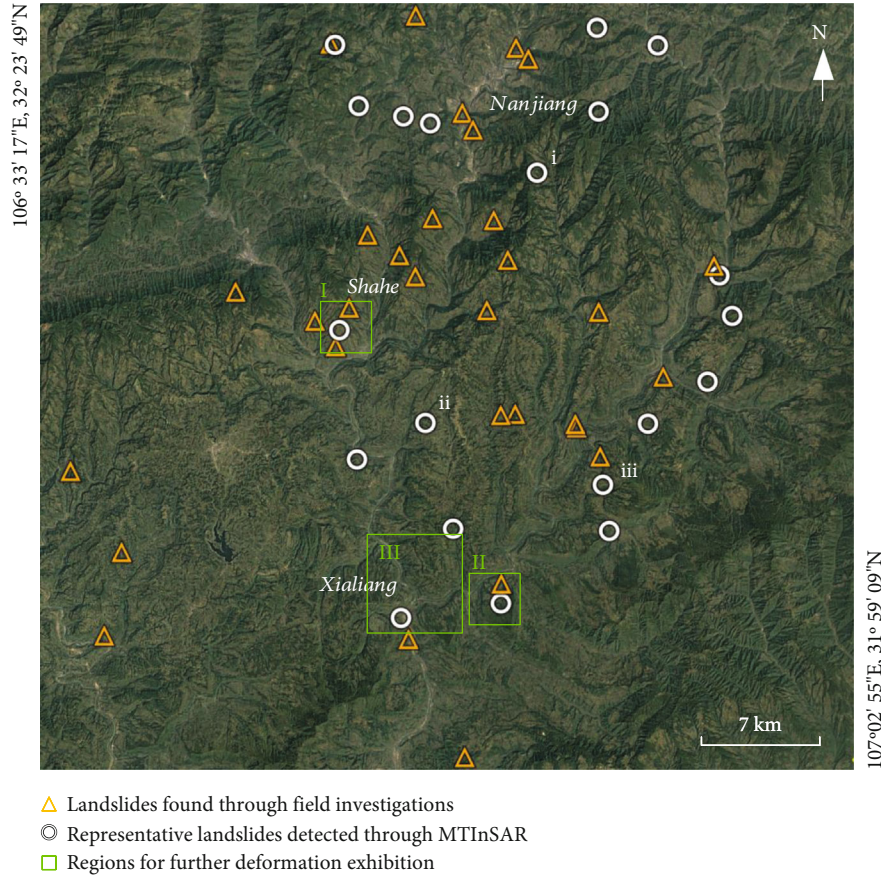 106° 33' 17"E, 32° 23' 49"N
N
Nanjiang
i
I
Shahe
ii
iii
III
II
Xialiang
7 km
107°02' 55"E, 31° 59' 09"N
Landslides found through field investigations
Representative landslides detected through MTInSAR
Regions for further deformation exhibition